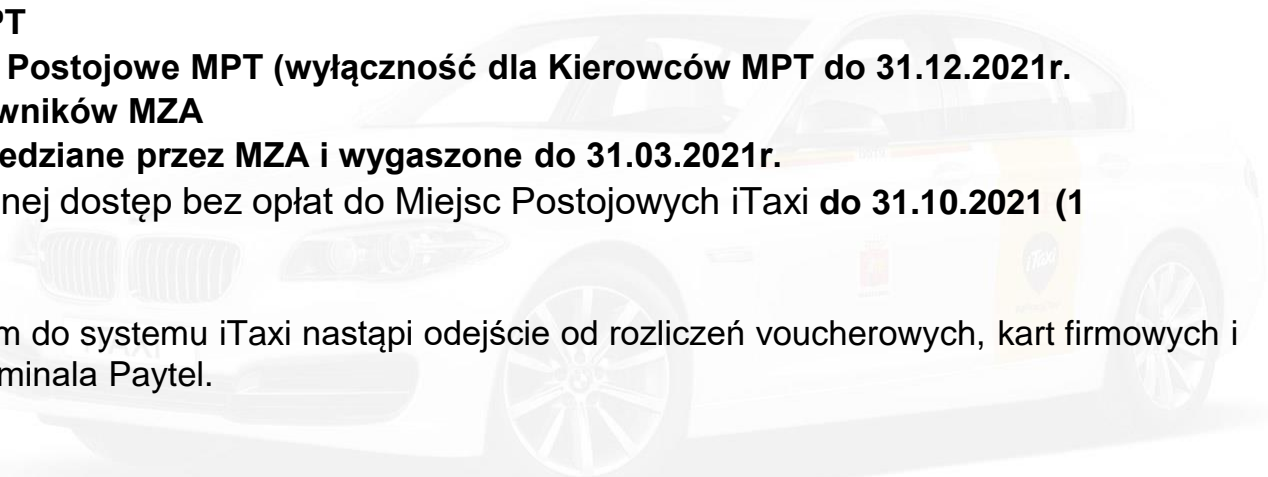 PT
Postojowe MPT (wyłączność dla Kierowców MPT do 31.12.2021r.
wników MZA
edziane przez MZA i wygaszone do 31.03.2021r.
nej dostęp bez opłat do Miejsc Postojowych iTaxi do 31.10.2021 (1
iTaxi
m do systemu iTaxi nastąpi odejście od rozliczeń voucherowych, kart firmowych i
minala Paytel.